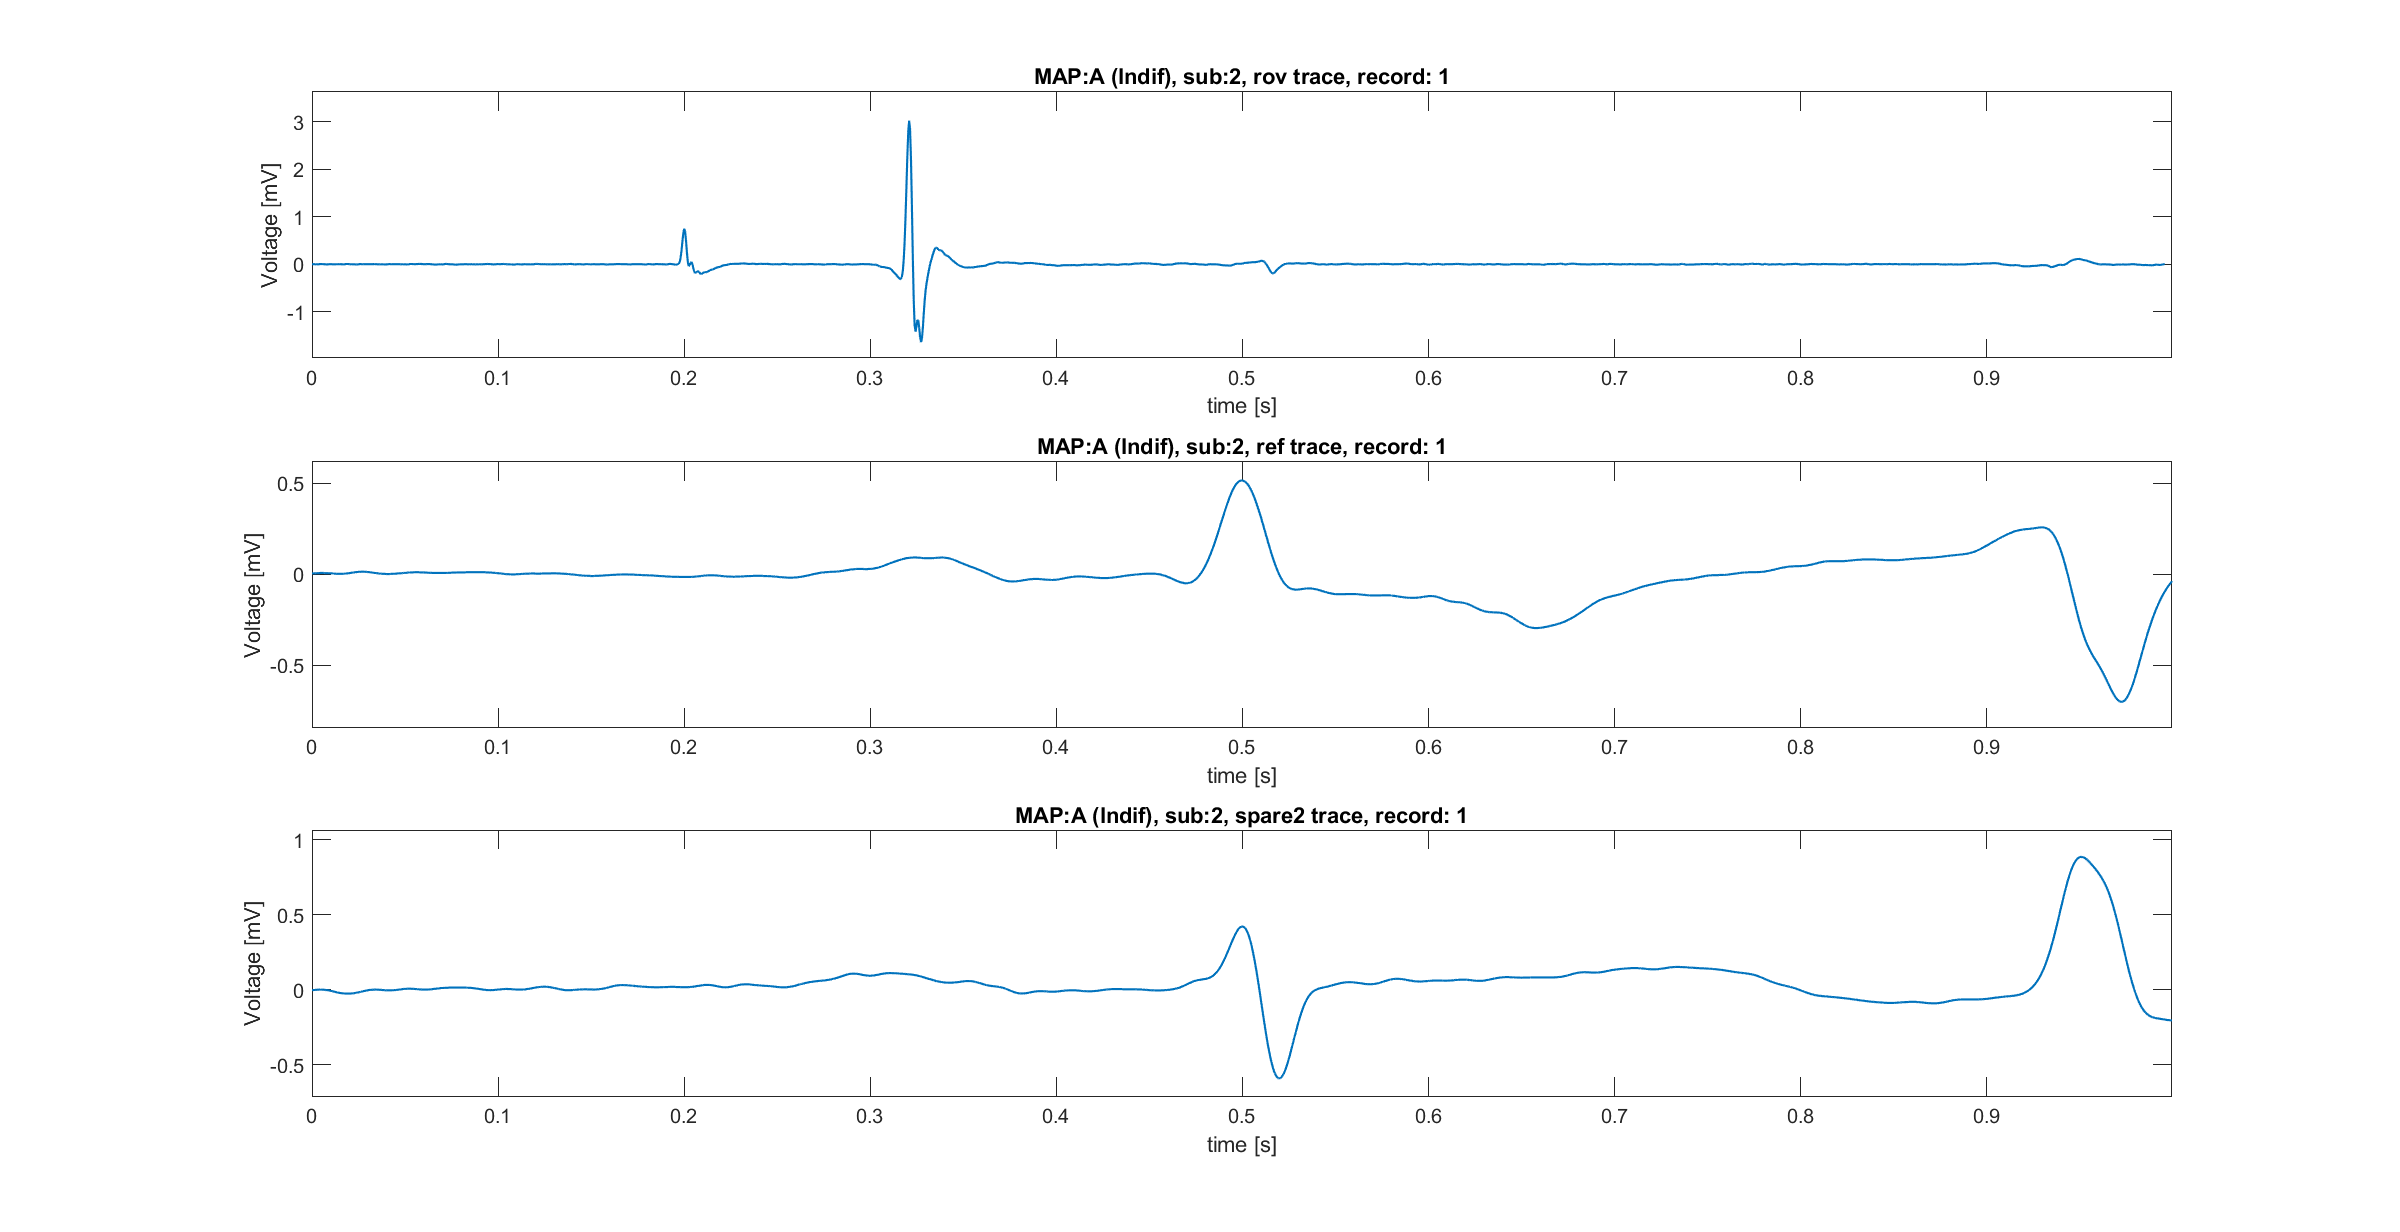 MAP:A (Indif), sub:2, rov trace, record: 1
Voltage [mV]
3
2
1
0
-1
0 0.1 0.2 0.3 0.4 0.5 0.6 0.7 0.8 0.9
time [s]
MAP:A (Indif), sub:2, ref trace, record: 1
Voltage [mV]
0.5
0
-0.5
0 0.1 0.2 0.3 0.4 0.5 0.6 0.7 0.8 0.9
time [s]
MAP:A (Indif), sub:2, spare2 trace, record: 1
Voltage [mV]
1
0.5
0
-0.5
0 0.1 0.2 0.3 0.4 0.5 0.6 0.7 0.8 0.9
time [s]